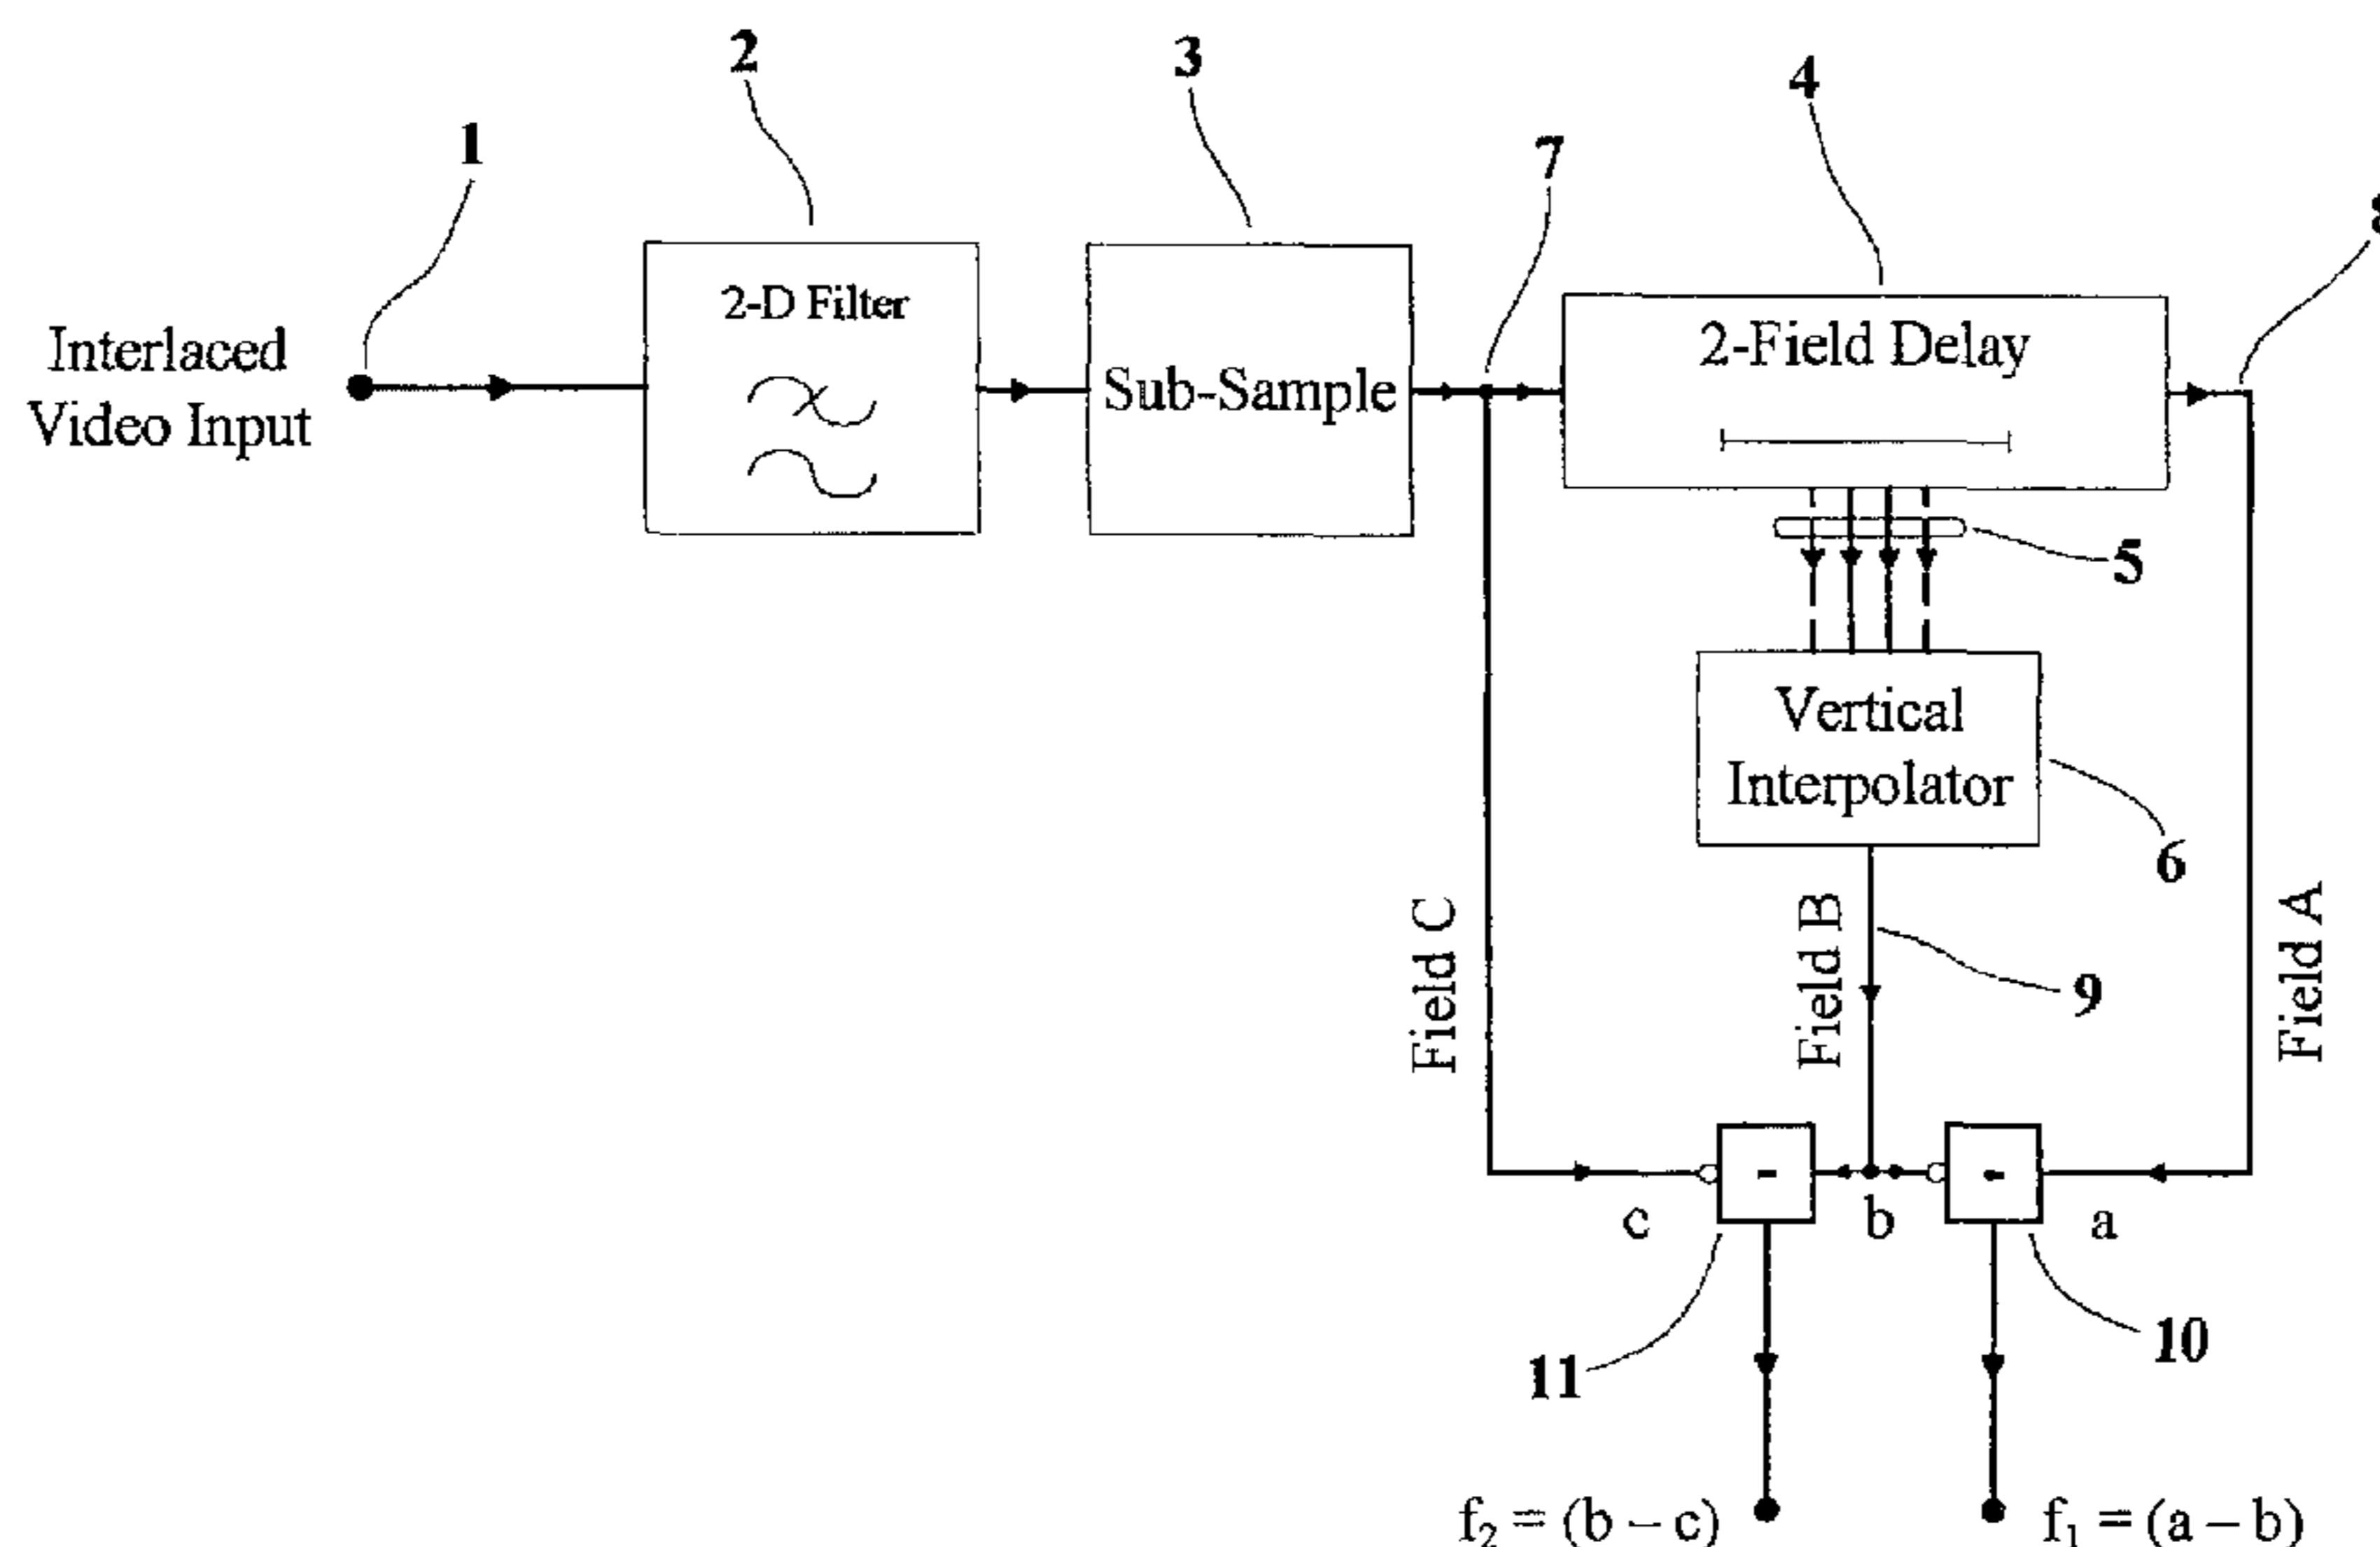 1
2
3
4
7
8
Interlaced
Video Input
2-D Filter
Sub-Sample
2-Field Delay
5
Vertical
Interpolator
6
Field C
Field B
Field A
9
-
-
c
b
a
11
10
f₂ = (b – c)
f₁ = (a – b)